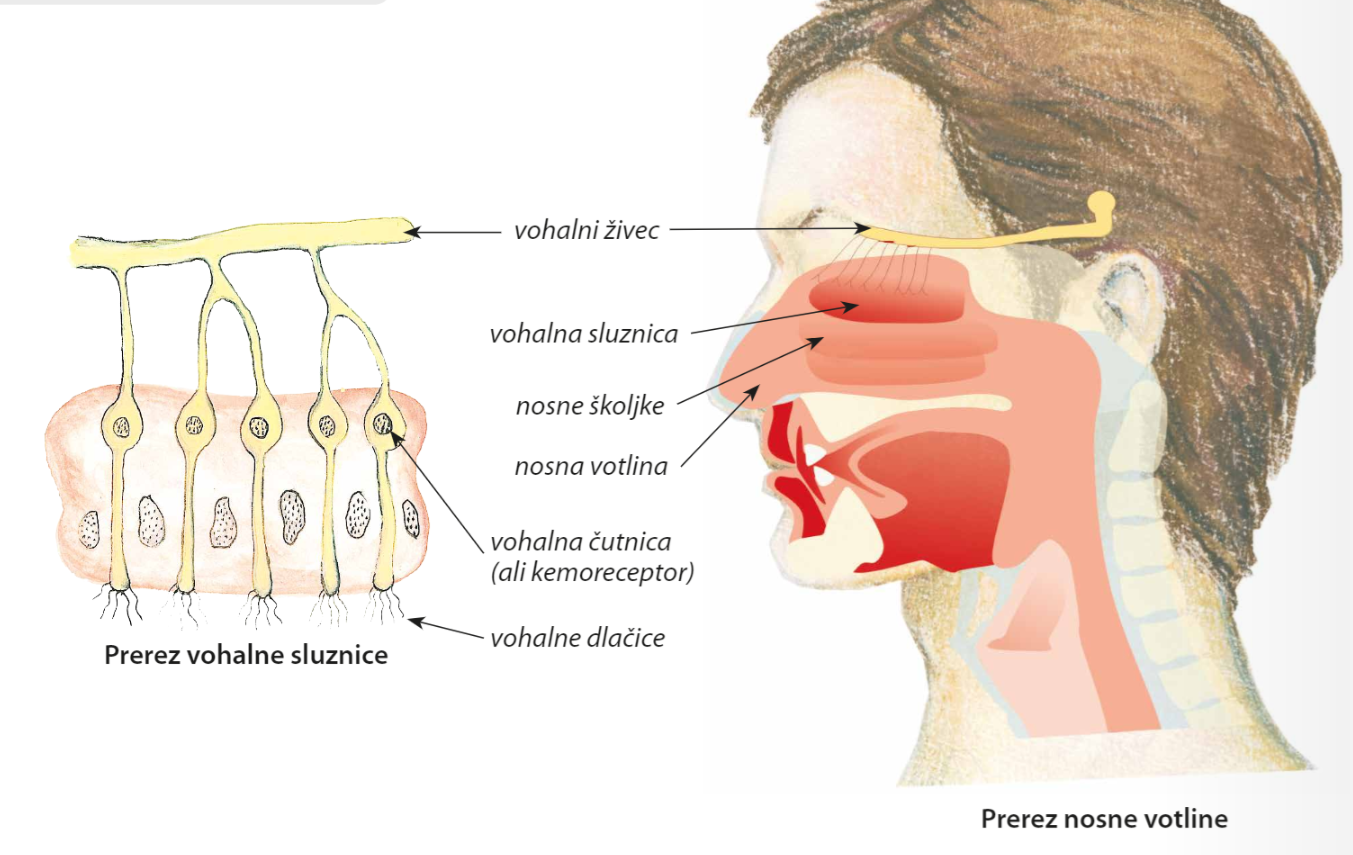 vohalni živec
vohalna sluznica
nosne školjke
nosna votlina
vohalna čutnica
(ali kemoreceptor)
vohalne dlačice
Prerez vohalne sluznice
Prerez nosne votline